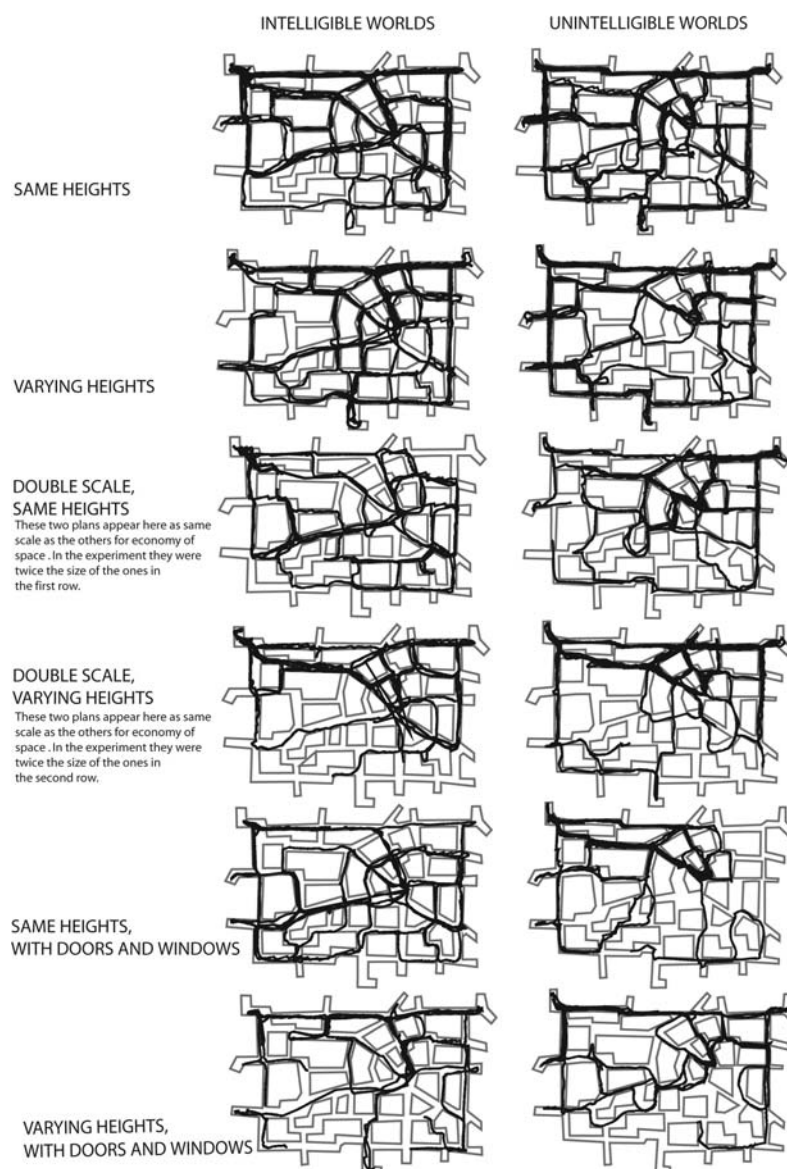 INTELLIGIBLE WORLDS
UNINTELLIGIBLE WORLDS
SAME HEIGHTS
VARYING HEIGHTS
DOUBLE SCALE,
SAME HEIGHTS
These two plans appear here as same
scale as the others for economy of
space . In the experiment they were
twice the size of the ones in
the first row.
DOUBLE SCALE,
VARYING HEIGHTS
These two plans appear here as same
scale as the others for economy of
space . In the experiment they were
twice the size of the ones in
the second row.
SAME HEIGHTS,
WITH DOORS AND WINDOWS
VARYING HEIGHTS,
WITH DOORS AND WINDOWS